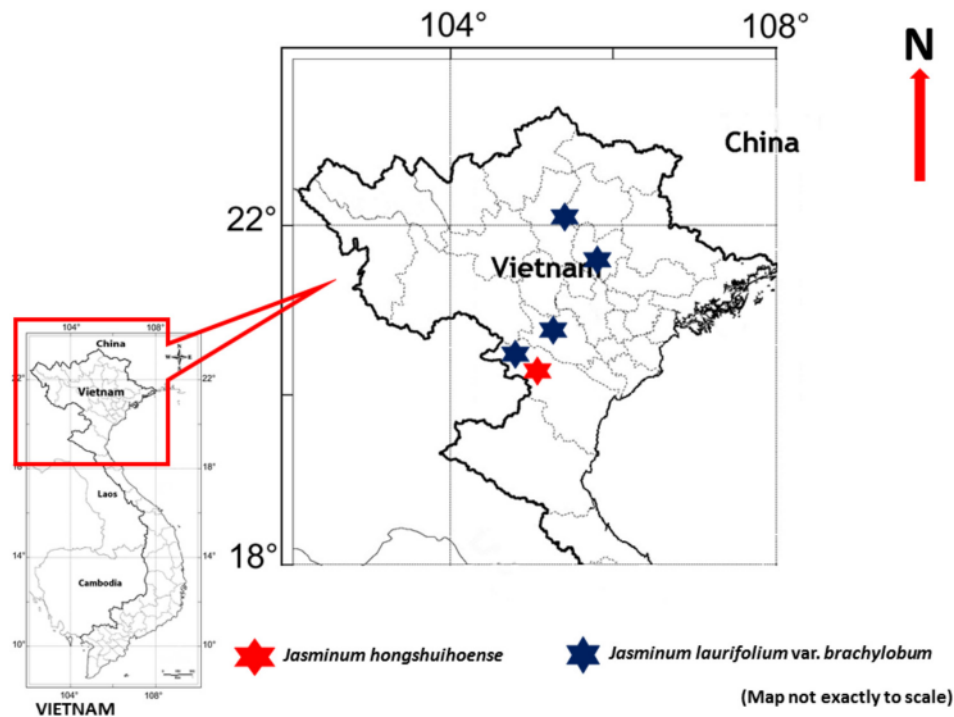 104° 108°
N
China
22°
Vietnam
18°
104° 108°
China
22° 22°
Vietnam
18° 18°
Laos
14° 14°
Cambodia
10° 10°
104° 108°
VIETNAM
Jasminum hongshuihoense
Jasminum laurifolium var. brachylobum
(Map not exactly to scale)